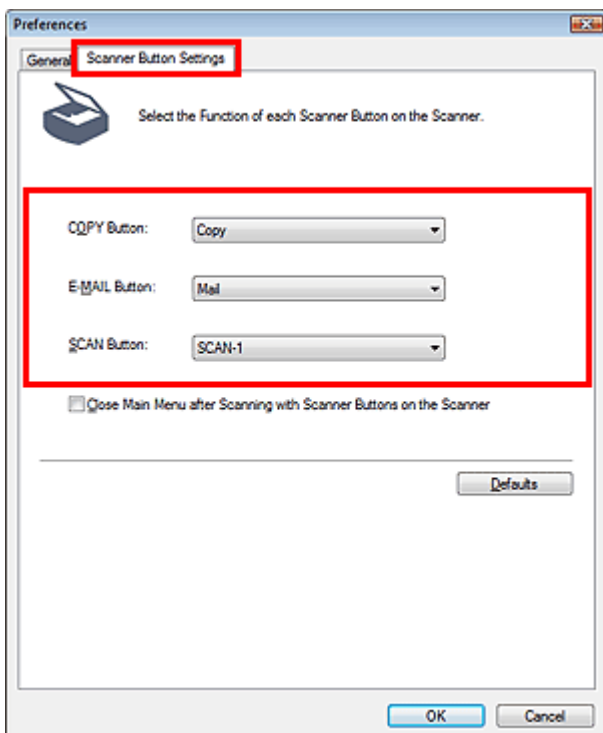 Preferences
General
Scanner Button Settings
Select the Function of each Scanner Button on the Scanner.
COPY Button: Copy
E-MAIL Button: Mail
SCAN Button: SCAN-1
Close Main Menu after Scanning with Scanner Buttons on the Scanner
Defaults
OK Cancel